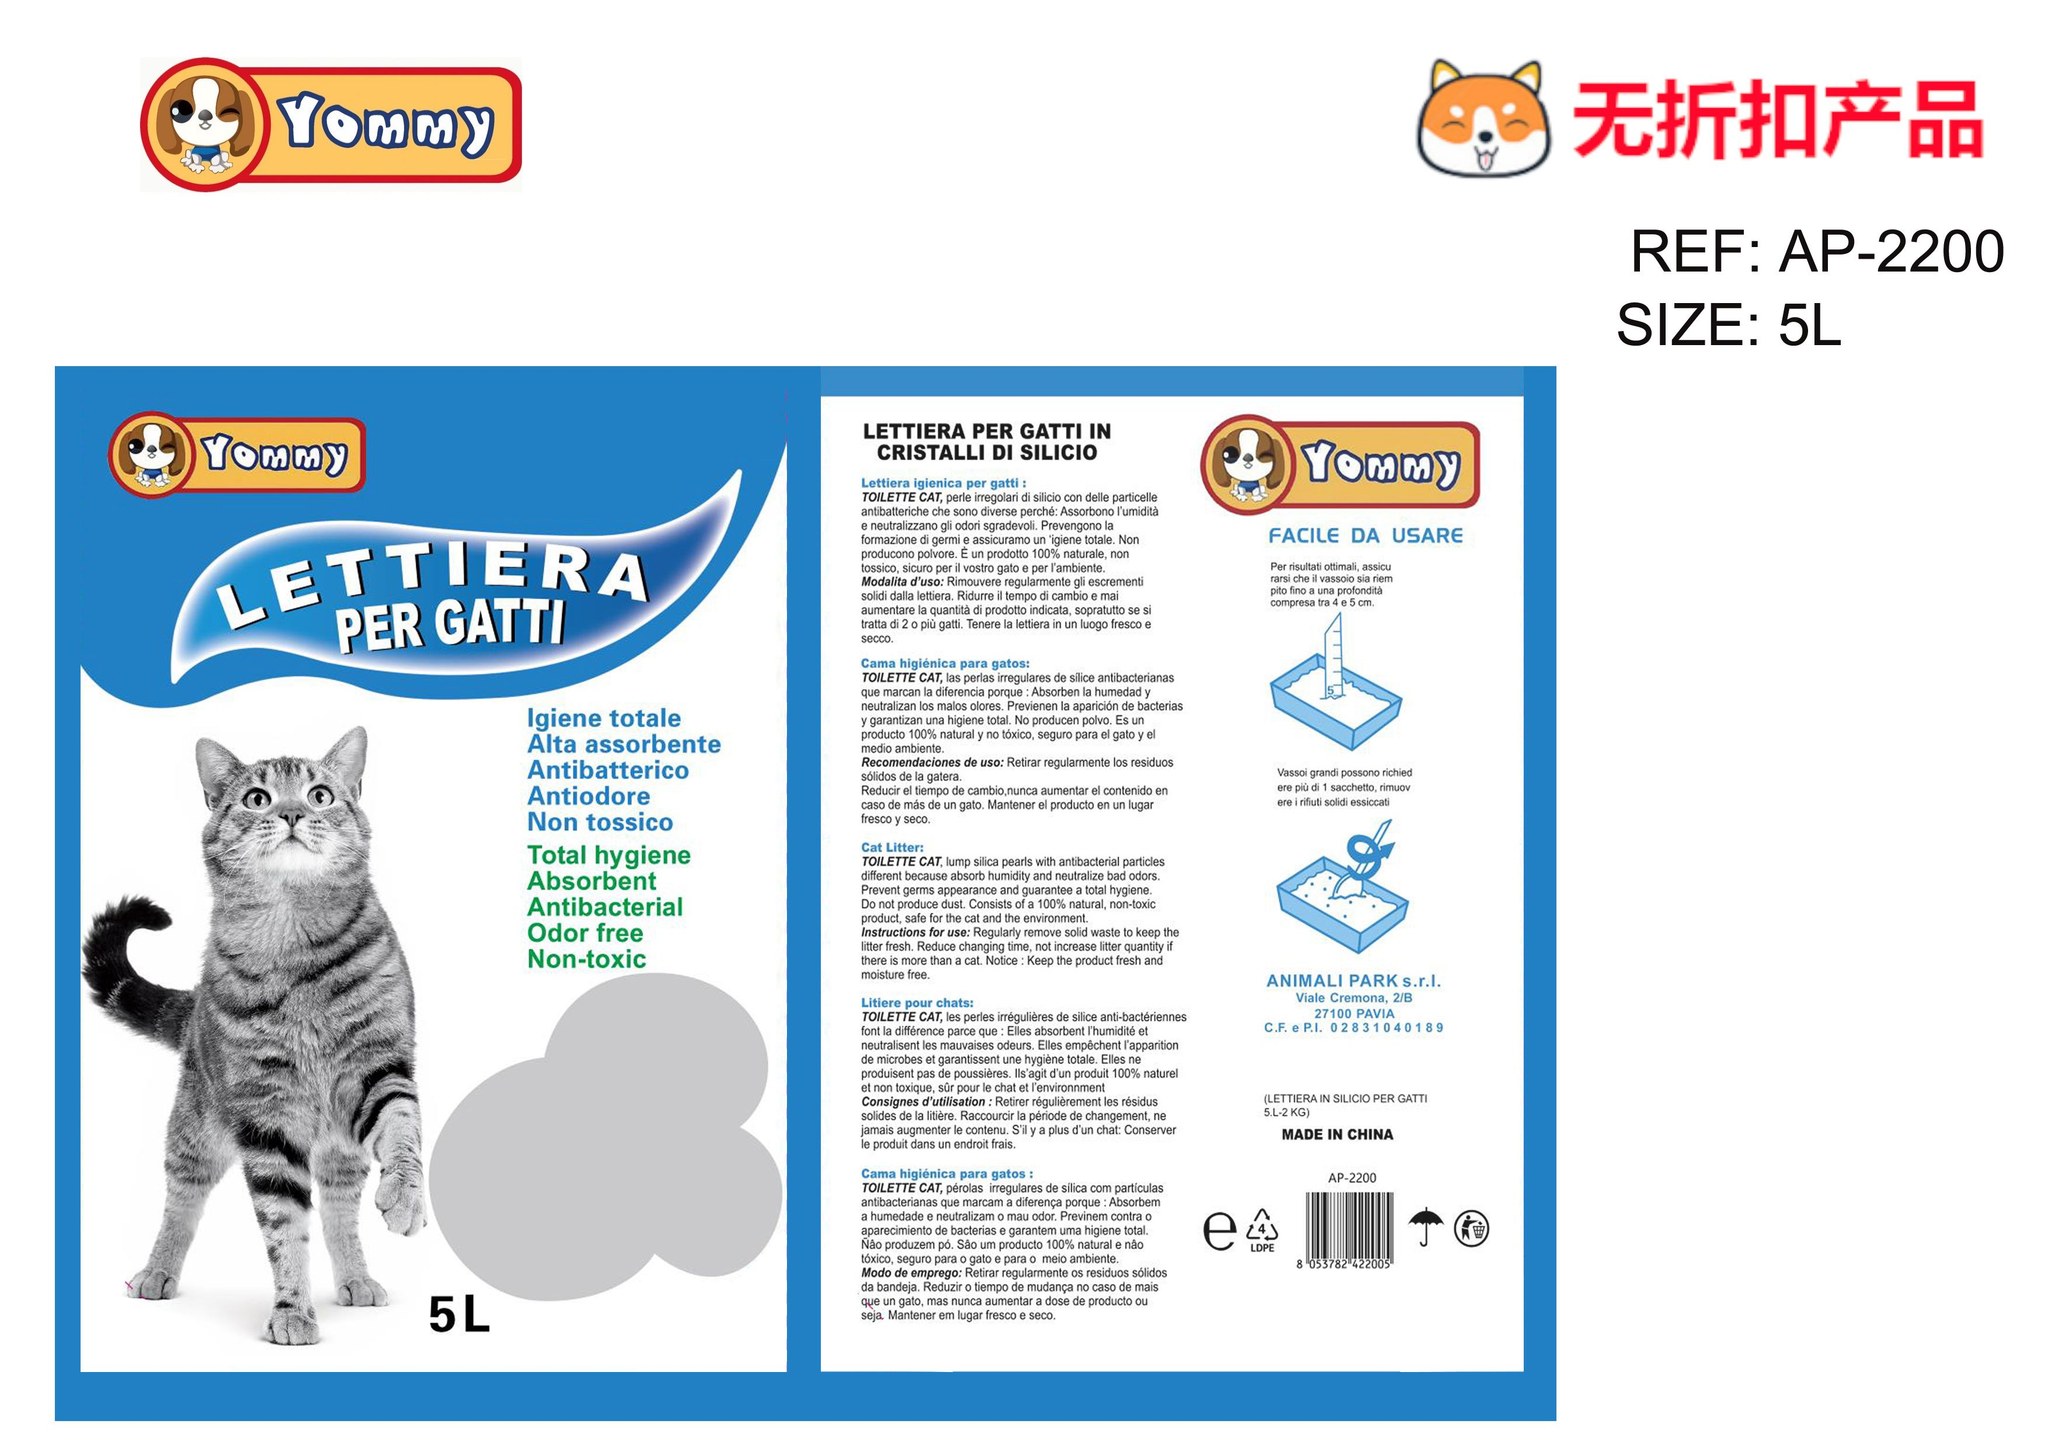 Yommy
无折扣产品
REF: AP-2200
SIZE: 5L
Yommy
LETTIERA
PER GATTI
Igiene totale
Alta assorbente
Antibatterico
Antiodore
Non tossico
Total hygiene
Absorbent
Antibacterial
Odor free
Non-toxic
5L
LETTIERA PER GATTI IN
CRISTALLI DI SILICIO
Lettiera igienica per gatti :
TOILETTE CAT, perle irregolari di silicio con delle particelle
antibatteriche che sono diverse perché: Assorbono l'umidità
e neutralizzano gli odori sgradevoli. Prevengono la
formazione di germi e assicuramo un 'igiene totale. Non
producono polvore. È un prodotto 100% naturale, non
tossico, sicuro per il vostro gato e per l'ambiente.
Modalita d'uso: Rimouvere regularmente gli escrementi
solidi dalla lettiera. Ridurre il tempo di cambio e mai
aumentare la quantità di prodotto indicata, sopratutto se si
tratta di 2 o più gatti. Tenere la lettiera in un luogo fresco e
secco.
Cama higiénica para gatos:
TOILETTE CAT, las perlas irregulares de sílice antibacterianas
que marcan la diferencia porque : Absorben la humedad y
neutralizan los malos olores. Previenen la aparición de bacterias
y garantizan una higiene total. No producen polvo. Es un
producto 100% natural y no tóxico, seguro para el gato y el
medio ambiente.
Recomendaciones de uso: Retirar regularmente los residuos
sólidos de la gatera.
Reducir el tiempo de cambio,nunca aumentar el contenido en
caso de más de un gato. Mantener el producto en un lugar
fresco y seco.
Cat Litter:
TOILETTE CAT, lump silica pearls with antibacterial particles
different because absorb humidity and neutralize bad odors.
Prevent germs appearance and guarantee a total hygiene.
Do not produce dust. Consists of a 100% natural, non-toxic
product, safe for the cat and the environment.
Instructions for use: Regularly remove solid waste to keep the
litter fresh. Reduce changing time, not increase litter quantity if
there is more than a cat. Notice : Keep the product fresh and
moisture free.
Litiere pour chats:
TOILETTE CAT, les perles irrégulières de silice anti-bactériennes
font la différence parce que : Elles absorbent l'humidité et
neutralisent les mauvaises odeurs. Elles empêchent l'apparition
de microbes et garantissent une hygiène totale. Elles ne
produisent pas de poussières. Ils'agit d'un produit 100% naturel
et non toxique, sûr pour le chat et l'environnment
Consignes d'utilisation : Retirer régulièrement les résidus
solides de la litière. Raccourcir la période de changement, ne
jamais augmenter le contenu. S'il y a plus d'un chat: Conserver
le produit dans un endroit frais.
Cama higiénica para gatos :
TOILETTE CAT, pérolas irregulares de sílica com partículas
antibacterianas que marcam a diferença porque : Absorbem
a humedade e neutralizam o mau odor. Previnem contra o
aparecimento de bacterias e garantem uma higiene total.
Ñâo produzem pó. Sâo um producto 100% natural e nâo
tóxico, seguro para o gato e para o meio ambiente.
Modo de emprego: Retirar regularmente os residuos sólidos
da bandeja. Reduzir o tiempo de mudança no caso de mais
que un gato, mas nunca aumentar a dose de producto ou
seja. Mantener em lugar fresco e seco.
Yommy
FACILE DA USARE
Per risultati ottimali, assicu
rarsi che il vassoio sia riem
pito fino a una profondità
compresa tra 4 e 5 cm.
5
Vassoi grandi possono richied
ere più di 1 sacchetto, rimuov
ere i rifiuti solidi essiccati
ANIMALI PARK s.r.l.
Viale Cremona, 2/B
27100 PAVIA
C.F. e P.I. 02831040189
(LETTIERA IN SILICIO PER GATTI
5.L-2 KG)
MADE IN CHINA
AP-2200
e
4
LDPE
8 053782 422005